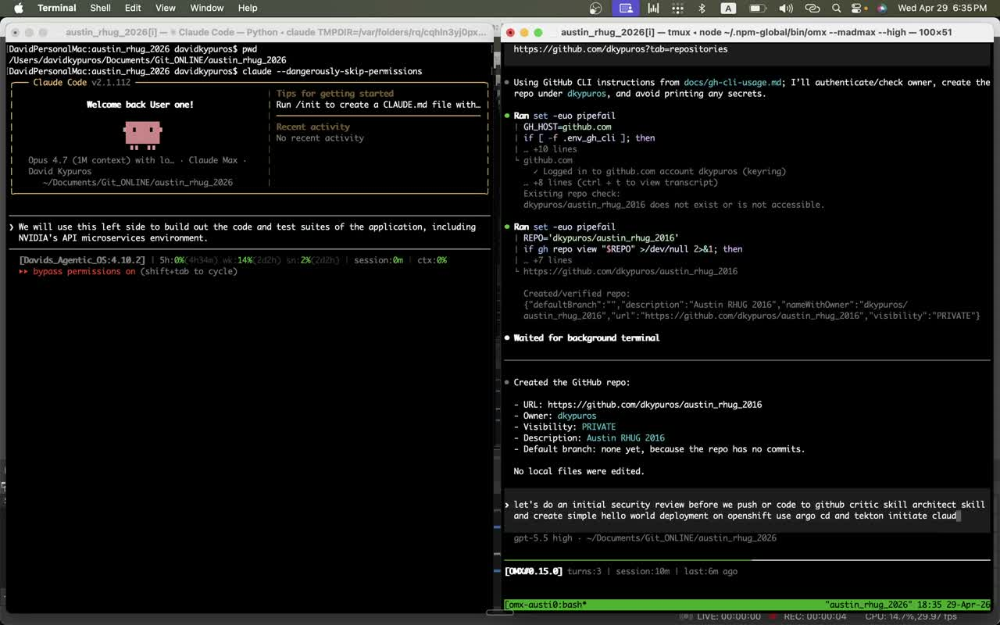 Terminal Shell Edit View Window Help
A
Wed Apr 29 6:35 PM
austin_rhug_2026[i] — ✳ Claude Code — Python ◂ claude TMPDIR=/var/folders/rq/cqhln3yj0px…
[DavidPersonalMac:austin_rhug_2026 davidkypuros$ pwd
/Users/davidkypuros/Documents/Git_ONLINE/austin_rhug_2026
[DavidPersonalMac:austin_rhug_2026 davidkypuros$ claude --dangerously-skip-permissions
Claude Code v2.1.112
Welcome back User one!
Opus 4.7 (1M context) with lo… · Claude Max ·
David Kypuros
~/Documents/Git_ONLINE/austin_rhug_2026
Tips for getting started
Run /init to create a CLAUDE.md file with…
Recent activity
No recent activity
❯ We will use this left side to build out the code and test suites of the application, including
NVIDIA's API microservices environment.
[Davids_Agentic_OS:4.10.2] | 5h:0%(4h34m) wk:14%(2d2h) sn:2%(2d2h) | session:0m | ctx:0%
▸▸ bypass permissions on (shift+tab to cycle)
austin_rhug_2026[i] — tmux ◂ node ~/.npm-global/bin/omx --madmax --high — 100×51
https://github.com/dkypuros?tab=repositories
• Using GitHub CLI instructions from docs/gh-cli-usage.md; I’ll authenticate/check owner, create the
repo under dkypuros, and avoid printing any secrets.
• Ran set -euo pipefail
│ GH_HOST=github.com
│ if [ -f .env_gh_cli ]; then
│ … +10 lines
└ github.com
✓ Logged in to github.com account dkypuros (keyring)
… +8 lines (ctrl + t to view transcript)
Existing repo check:
dkypuros/austin_rhug_2016 does not exist or is not accessible.
• Ran set -euo pipefail
│ REPO='dkypuros/austin_rhug_2016'
│ if gh repo view "$REPO" >/dev/null 2>&1; then
│ … +7 lines
└ https://github.com/dkypuros/austin_rhug_2016
Created/verified repo:
{"defaultBranch":"","description":"Austin RHUG 2016","nameWithOwner":"dkypuros/
austin_rhug_2016","url":"https://github.com/dkypuros/austin_rhug_2016","visibility":"PRIVATE"}
• Waited for background terminal
• Created the GitHub repo:
- URL: https://github.com/dkypuros/austin_rhug_2016
- Owner: dkypuros
- Visibility: PRIVATE
- Description: Austin RHUG 2016
- Default branch: none yet, because the repo has no commits.
No local files were edited.
› let's do an initial security review before we push or code to github critic skill architect skill
and create simple hello world deployment on openshift use argo cd and tekton initiate claud
gpt-5.5 high · ~/Documents/Git_ONLINE/austin_rhug_2026
[OMX#0.15.0] turns:3 | session:10m | last:6m ago
[omx-austi0:bash* "austin_rhug_2026" 18:35 29-Apr-26
LIVE: 00:00:00 REC: 00:00:04 CPU: 14.7%,29.97 fps